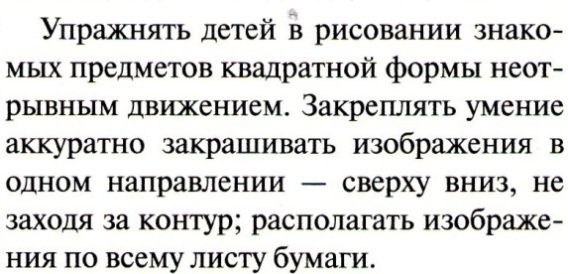 Упражнять детей в рисовании знако-
мых предметов квадратной формы неот-
рывным движением. Закреплять умение
аккуратно закрашивать изображения в
одном направлении — сверху вниз, не
заходя за контур; располагать изображе-
ния по всему листу бумаги.